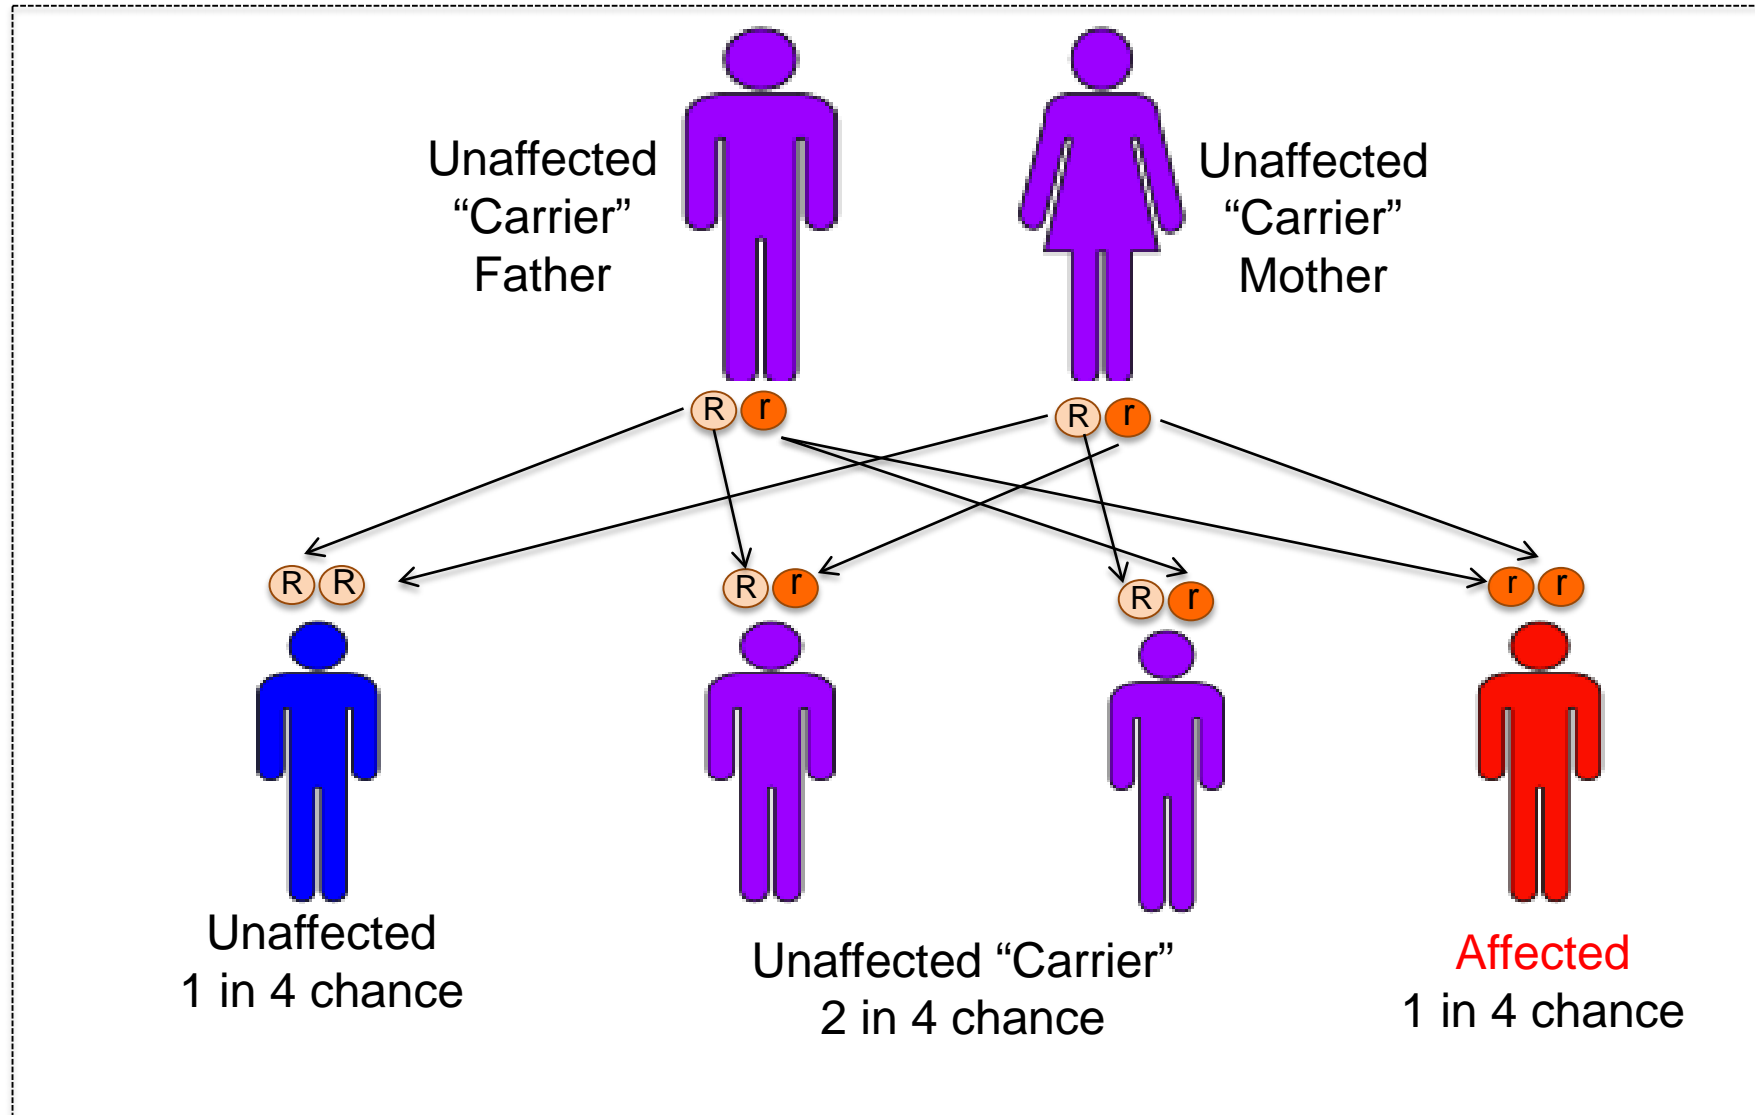 Unaffected
“Carrier”
Father
Unaffected
“Carrier”
Mother
R r
R r
R R
R r
R r
r r
Unaffected
1 in 4 chance
Unaffected “Carrier”
2 in 4 chance
Affected
1 in 4 chance